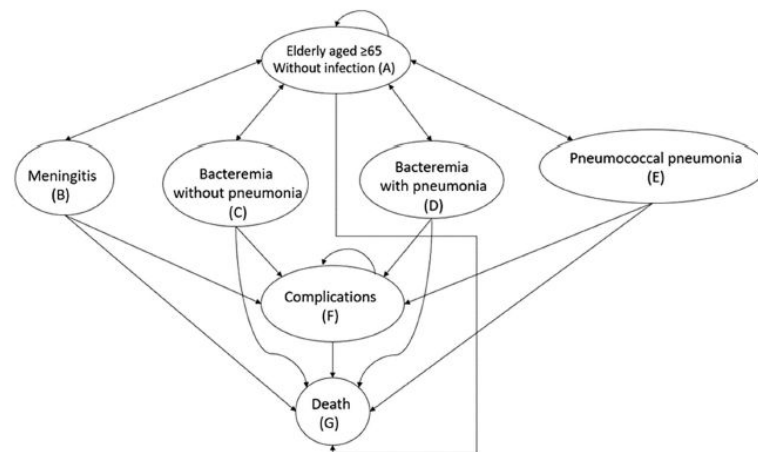 Elderly aged ≥65
Without infection (A)
Meningitis
(B)
Bacteremia
without pneumonia
(C)
Bacteremia
with pneumonia
(D)
Pneumococcal pneumonia
(E)
Complications
(F)
Death
(G)